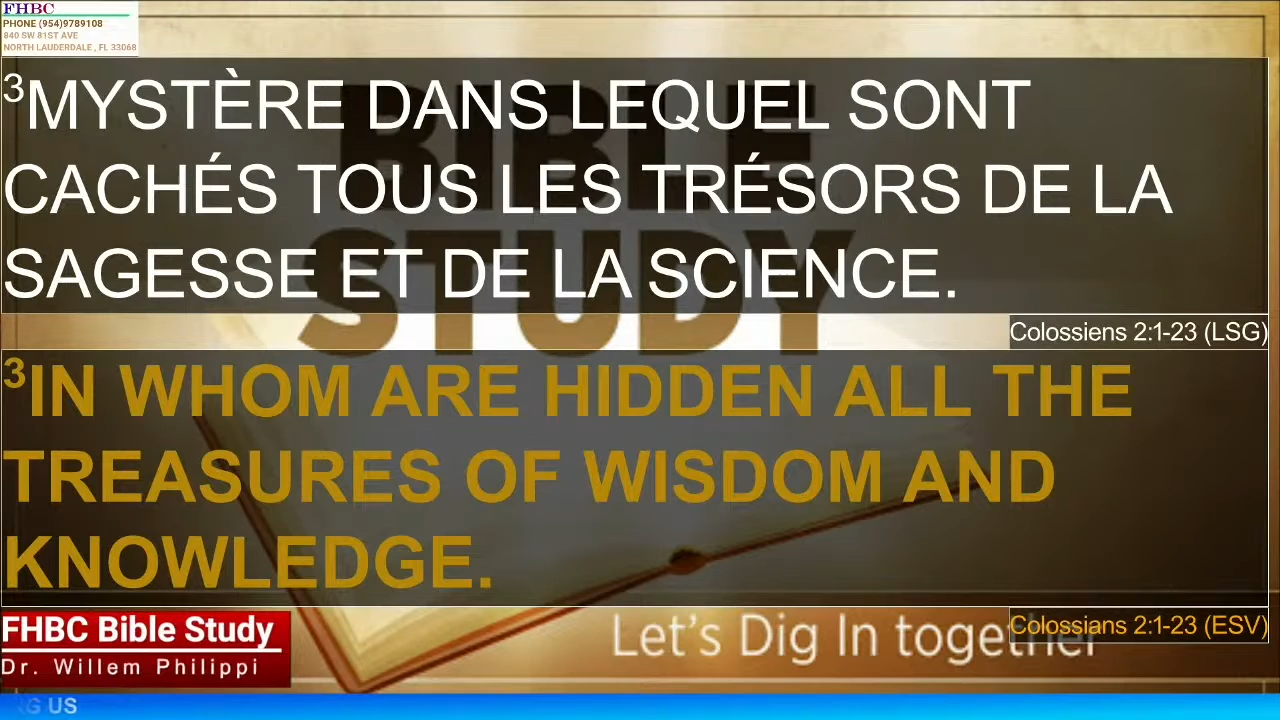 FHBC
PHONE (954)9789108
840 SW 81ST AVE
NORTH LAUDERDALE , FL 33068
3MYSTÈRE DANS LEQUEL SONT
CACHÉS TOUS LES TRÉSORS DE LA
SAGESSE ET DE LA SCIENCE.
BIBLE
STUDY
Colossiens 2:1-23 (LSG)
3IN WHOM ARE HIDDEN ALL THE
TREASURES OF WISDOM AND
KNOWLEDGE.
Colossians 2:1-23 (ESV)
FHBC Bible Study
Dr. Willem Philippi
Let's Dig In together
US